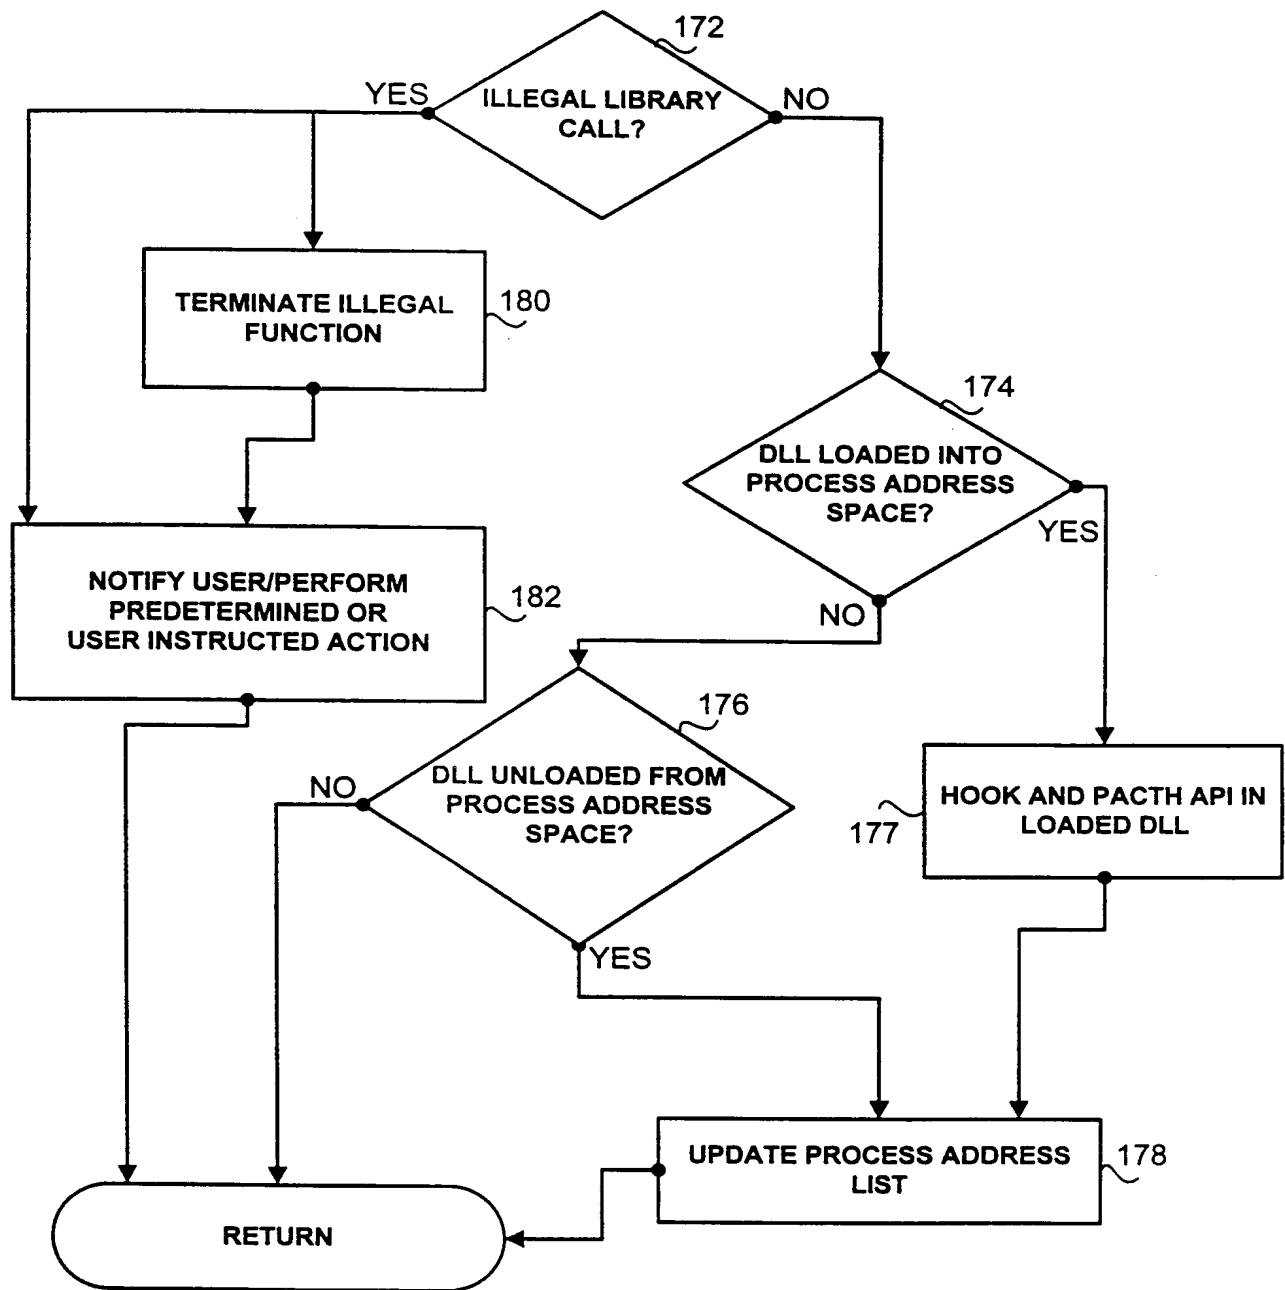 172
YES
ILLEGAL LIBRARY
CALL?
NO
TERMINATE ILLEGAL
FUNCTION
180
174
DLL LOADED INTO
PROCESS ADDRESS
SPACE?
YES
NO
NOTIFY USER/PERFORM
PREDETERMINED OR
USER INSTRUCTED ACTION
182
176
DLL UNLOADED FROM
PROCESS ADDRESS
SPACE?
NO
YES
HOOK AND PACTH API IN
LOADED DLL
177
UPDATE PROCESS ADDRESS
LIST
178
RETURN